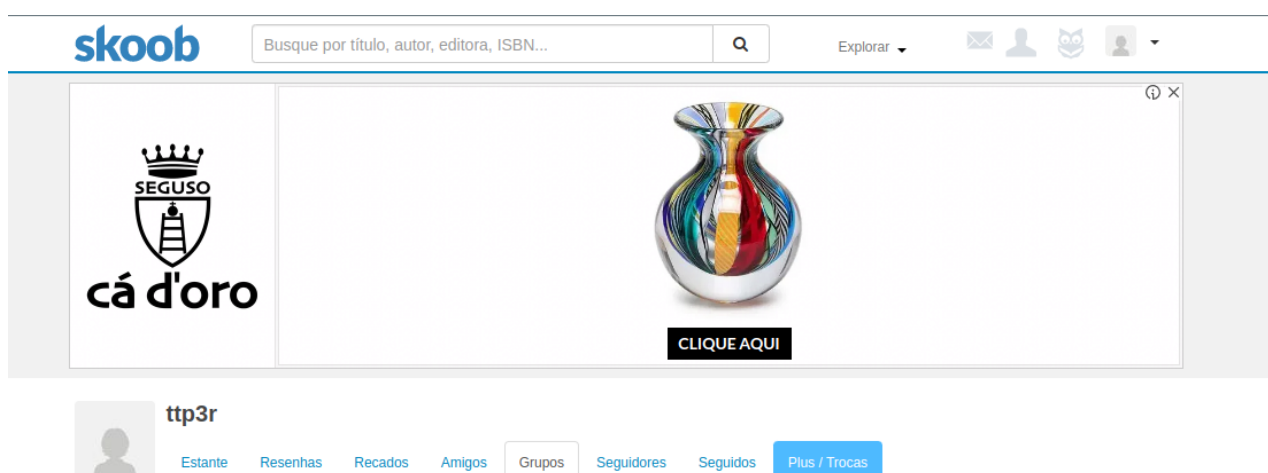 skoob
Busque por título, autor, editora, ISBN...
Explorar
SEGUSO
cá d'oro
CLIQUE AQUI
ttp3r
Estante Resenhas Recados Amigos Grupos Seguidores Seguidos Plus / Trocas